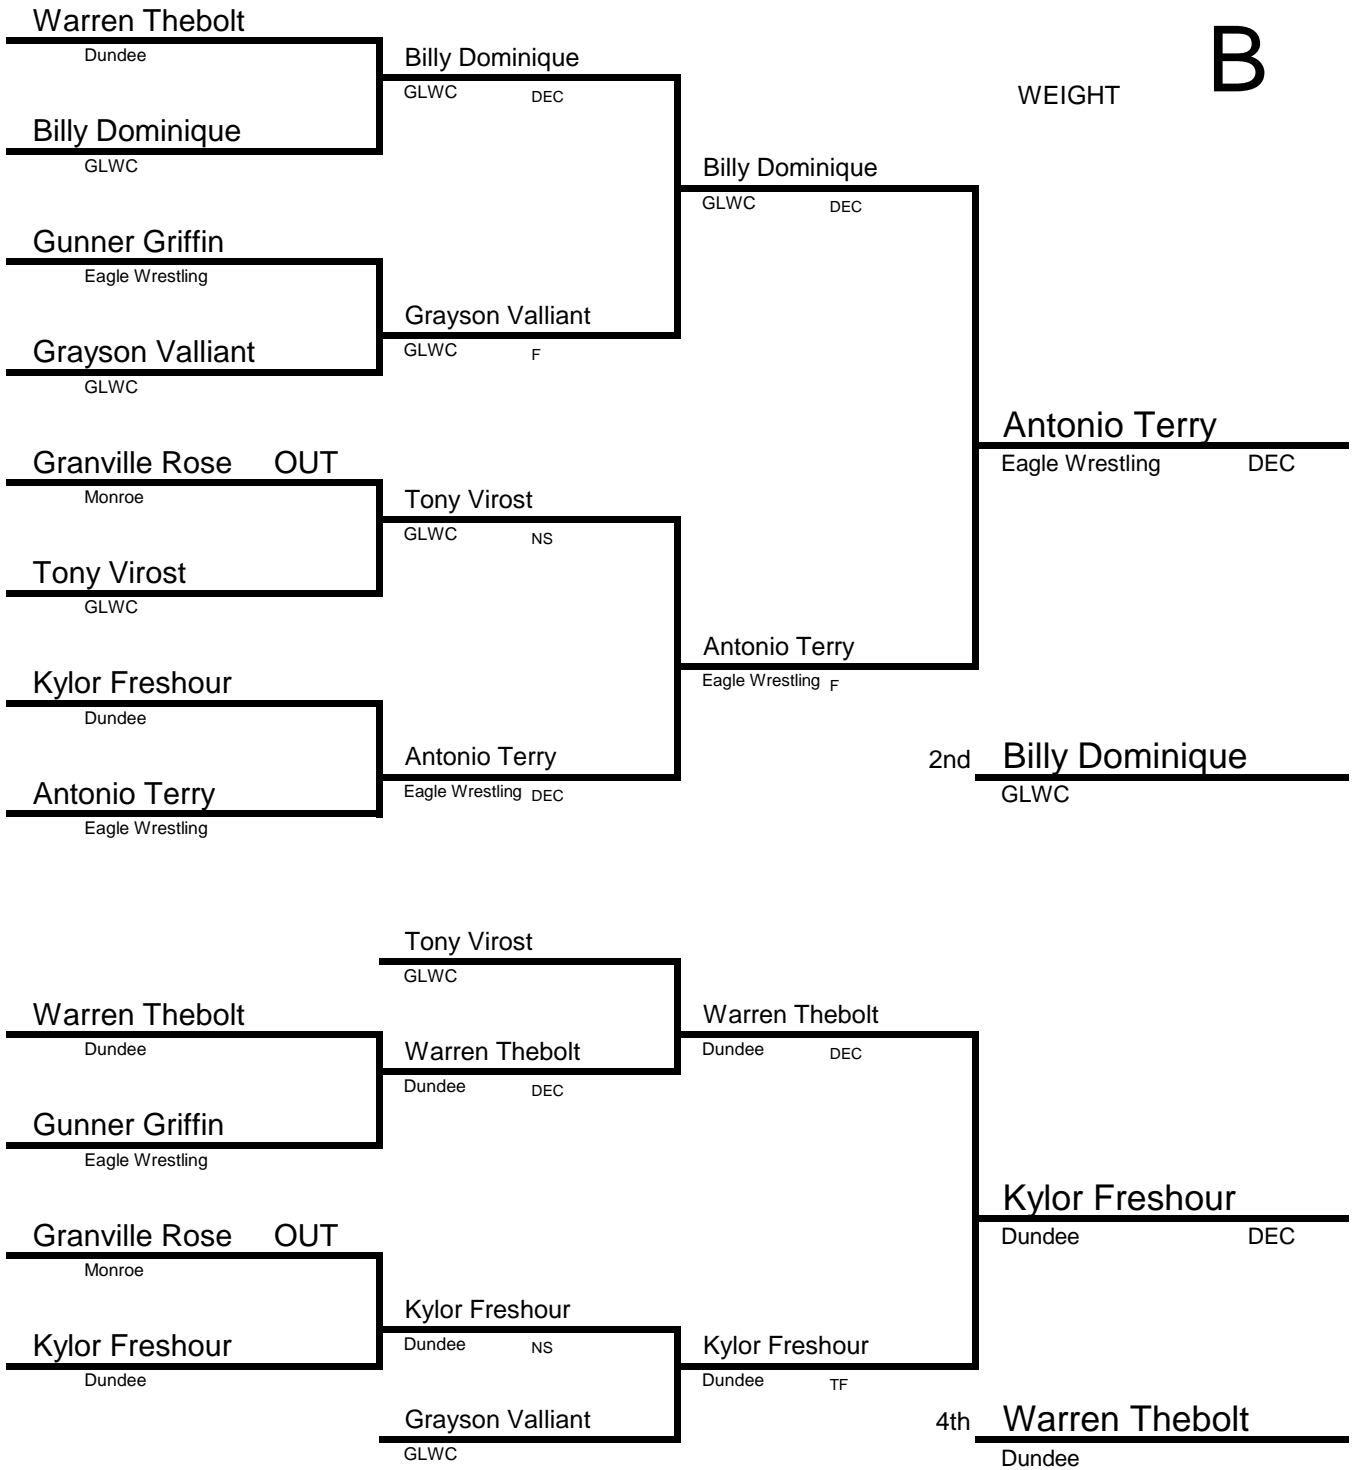 Warren Thebolt
Dundee
Billy Dominique
GLWC DEC
B
WEIGHT
Billy Dominique
GLWC
Billy Dominique
GLWC DEC
Gunner Griffin
Eagle Wrestling
Grayson Valliant
GLWC F
Grayson Valliant
GLWC
Antonio Terry
Eagle Wrestling DEC
Granville Rose OUT
Monroe
Tony Virost
GLWC NS
Tony Virost
GLWC
Antonio Terry
Eagle Wrestling F
Kylor Freshour
Dundee
Antonio Terry
Eagle Wrestling DEC
2nd Billy Dominique
GLWC
Antonio Terry
Eagle Wrestling
Tony Virost
GLWC
Warren Thebolt
Dundee
Warren Thebolt
Dundee DEC
Warren Thebolt
Dundee DEC
Gunner Griffin
Eagle Wrestling
Kylor Freshour
Dundee DEC
Granville Rose OUT
Monroe
Kylor Freshour
Dundee NS
Kylor Freshour
Dundee
Kylor Freshour
Dundee TF
Grayson Valliant
GLWC
4th Warren Thebolt
Dundee